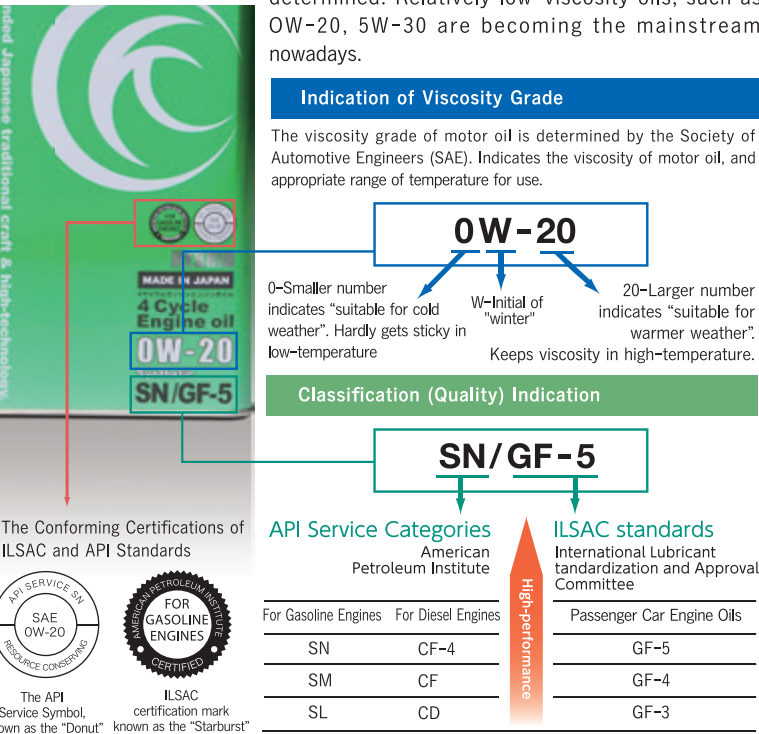 determined. Relatively low-viscosity oils, such as
0W-20, 5W-30 are becoming the mainstream
nowadays.
Indication of Viscosity Grade
The viscosity grade of motor oil is determined by the Society of
Automotive Engineers (SAE). Indicates the viscosity of motor oil, and
appropriate range of temperature for use.
0W-20
0-Smaller number
indicates “suitable for cold
weather”. Hardly gets sticky in
low-temperature
W-Initial of
"winter"
20-Larger number
indicates “suitable for
warmer weather”.
Keeps viscosity in high-temperature.
Classification (Quality) Indication
SN/GF-5
API Service Categories
American
Petroleum Institute
ILSAC standards
International Lubricant
tandardization and Approval
Committee
High-performance
For Gasoline Engines For Diesel Engines Passenger Car Engine Oils
SN CF-4 GF-5
SM CF GF-4
SL CD GF-3
nded Japanese traditional craft & high-technology.
FOR
GASOLINE
ENGINES
MADE IN JAPAN
4 Cycle
Engine oil
0W-20
SN/GF-5
The Conforming Certifications of
ILSAC and API Standards
API SERVICE SN
SAE
0W-20
RESOURCE CONSERVING
AMERICAN PETROLEUM INSTITUTE
FOR
GASOLINE
ENGINES
CERTIFIED
The API
Service Symbol,
own as the “Donut”
ILSAC
certification mark
known as the “Starburst”